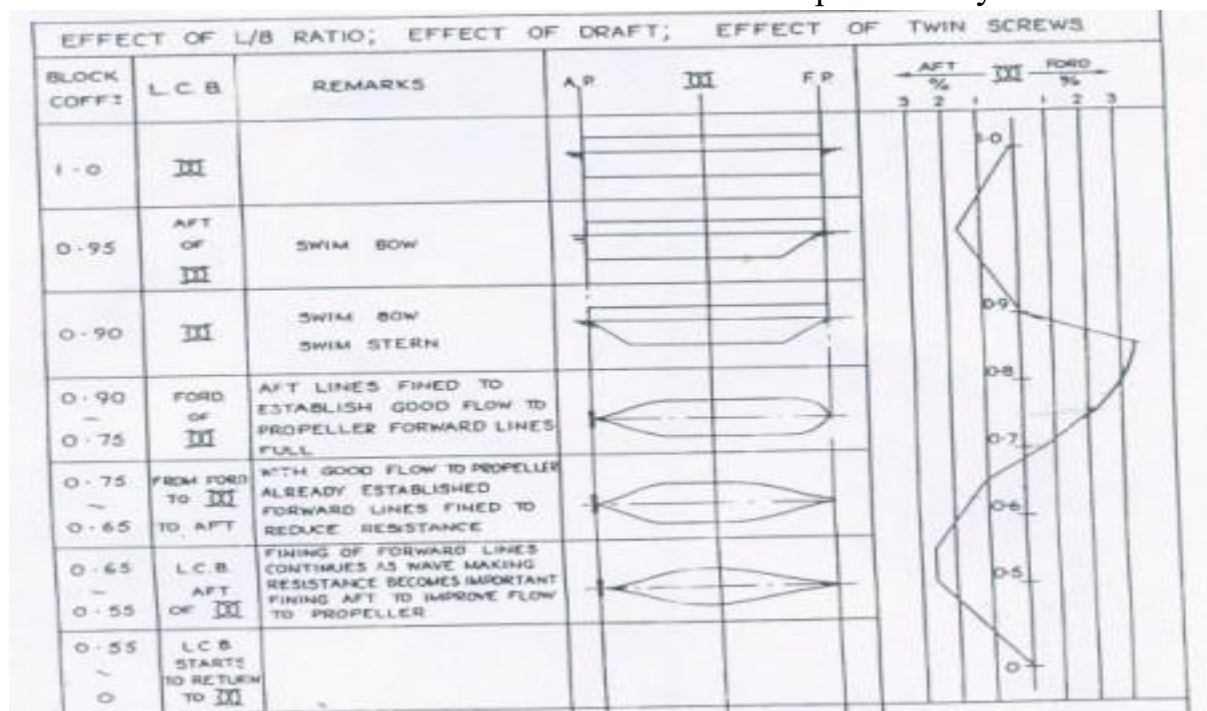 EFFECT OF L/B RATIO; EFFECT OF DRAFT; EFFECT OF TWIN SCREWS
BLOCK
COFFT
L.C.B.
REMARKS
A.P.
F.P.
AFT
%
FORD
%
3 2 1 1 2 3
1.0
0.95
AFT
OF
SWIM BOW
0.90
SWIM BOW
SWIM STERN
0.90
~
0.75
FORD
OF
AFT LINES FINED TO
ESTABLISH GOOD FLOW TO
PROPELLER FORWARD LINES
FULL
0.75
~
0.65
FROM FORD
TO
TO AFT
WITH GOOD FLOW TO PROPELLER
ALREADY ESTABLISHED
FORWARD LINES FINED TO
REDUCE RESISTANCE
0.65
~
0.55
L.C.B.
AFT
OF
FINING OF FORWARD LINES
CONTINUES AS WAVE MAKING
RESISTANCE BECOMES IMPORTANT
FINING AFT TO IMPROVE FLOW
TO PROPELLER
0.55
~
0
L.C.B.
STARTS
TO RETURN
TO
1.0
0.9
0.8
0.7
0.6
0.5
0